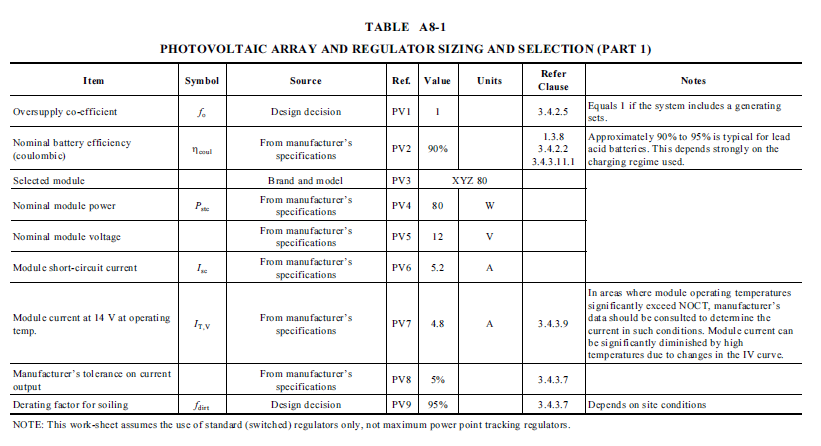 TABLE A8-1
PHOTOVOLTAIC ARRAY AND REGULATOR SIZING AND SELECTION (PART 1)
Item Symbol Source Ref. Value Units Refer Clause Notes
Oversupply co-efficient fo Design decision PV1 1 3.4.2.5 Equals 1 if the system includes a generating sets.
Nominal battery efficiency (coulombic) ηcoul From manufacturer's specifications PV2 90% 1.3.8 3.4.2.2 3.4.3.11.1 Approximately 90% to 95% is typical for lead acid batteries. This depends strongly on the charging regime used.
Selected module Brand and model PV3 XYZ 80
Nominal module power Pstc From manufacturer's specifications PV4 80 W
Nominal module voltage From manufacturer's specifications PV5 12 V
Module short-circuit current Isc From manufacturer's specifications PV6 5.2 A
Module current at 14 V at operating temp. IT,V From manufacturer's specifications PV7 4.8 A 3.4.3.9 In areas where module operating temperatures significantly exceed NOCT, manufacturer's data should be consulted to determine the current in such conditions. Module current can be significantly diminished by high temperatures due to changes in the IV curve.
Manufacturer's tolerance on current output From manufacturer's specifications PV8 5% 3.4.3.7
Derating factor for soiling fdirt Design decision PV9 95% 3.4.3.7 Depends on site conditions
NOTE: This work-sheet assumes the use of standard (switched) regulators only, not maximum power point tracking regulators.